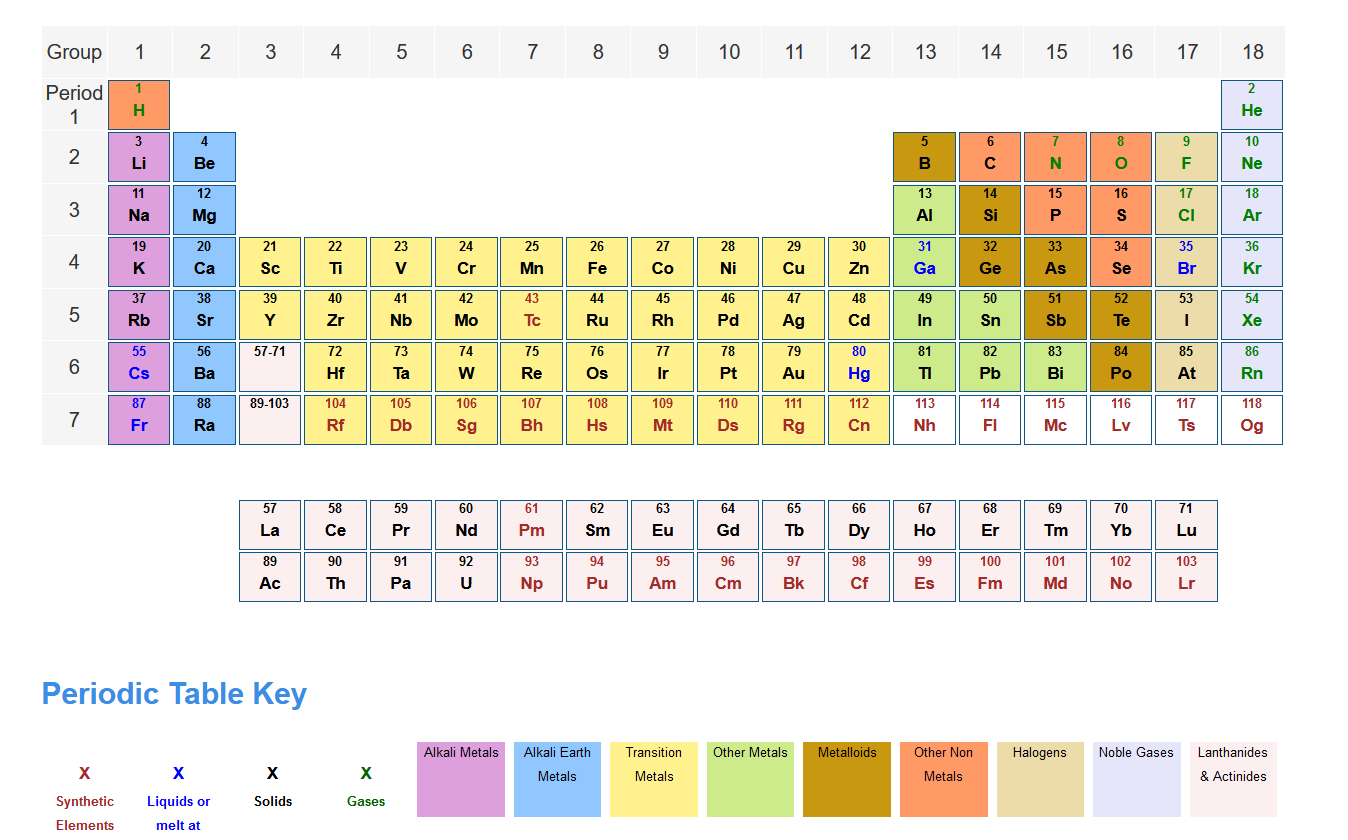 Group 1 2 3 4 5 6 7 8 9 10 11 12 13 14 15 16 17 18
Period
1
1 2
H He
2
3 4 5 6 7 8 9 10
Li Be B C N O F Ne
3
11 12 13 14 15 16 17 18
Na Mg Al Si P S Cl Ar
4
19 20 21 22 23 24 25 26 27 28 29 30 31 32 33 34 35 36
K Ca Sc Ti V Cr Mn Fe Co Ni Cu Zn Ga Ge As Se Br Kr
5
37 38 39 40 41 42 43 44 45 46 47 48 49 50 51 52 53 54
Rb Sr Y Zr Nb Mo Tc Ru Rh Pd Ag Cd In Sn Sb Te I Xe
6
55 56 57-71 72 73 74 75 76 77 78 79 80 81 82 83 84 85 86
Cs Ba Hf Ta W Re Os Ir Pt Au Hg Tl Pb Bi Po At Rn
7
87 88 89-103 104 105 106 107 108 109 110 111 112 113 114 115 116 117 118
Fr Ra Rf Db Sg Bh Hs Mt Ds Rg Cn Nh Fl Mc Lv Ts Og
57 58 59 60 61 62 63 64 65 66 67 68 69 70 71
La Ce Pr Nd Pm Sm Eu Gd Tb Dy Ho Er Tm Yb Lu
89 90 91 92 93 94 95 96 97 98 99 100 101 102 103
Ac Th Pa U Np Pu Am Cm Bk Cf Es Fm Md No Lr
Periodic Table Key
X
Synthetic
Elements
X
Liquids or
melt at
X
Solids
X
Gases
Alkali Metals
Alkali Earth
Metals
Transition
Metals
Other Metals
Metalloids
Other Non
Metals
Halogens
Noble Gases
Lanthanides
& Actinides